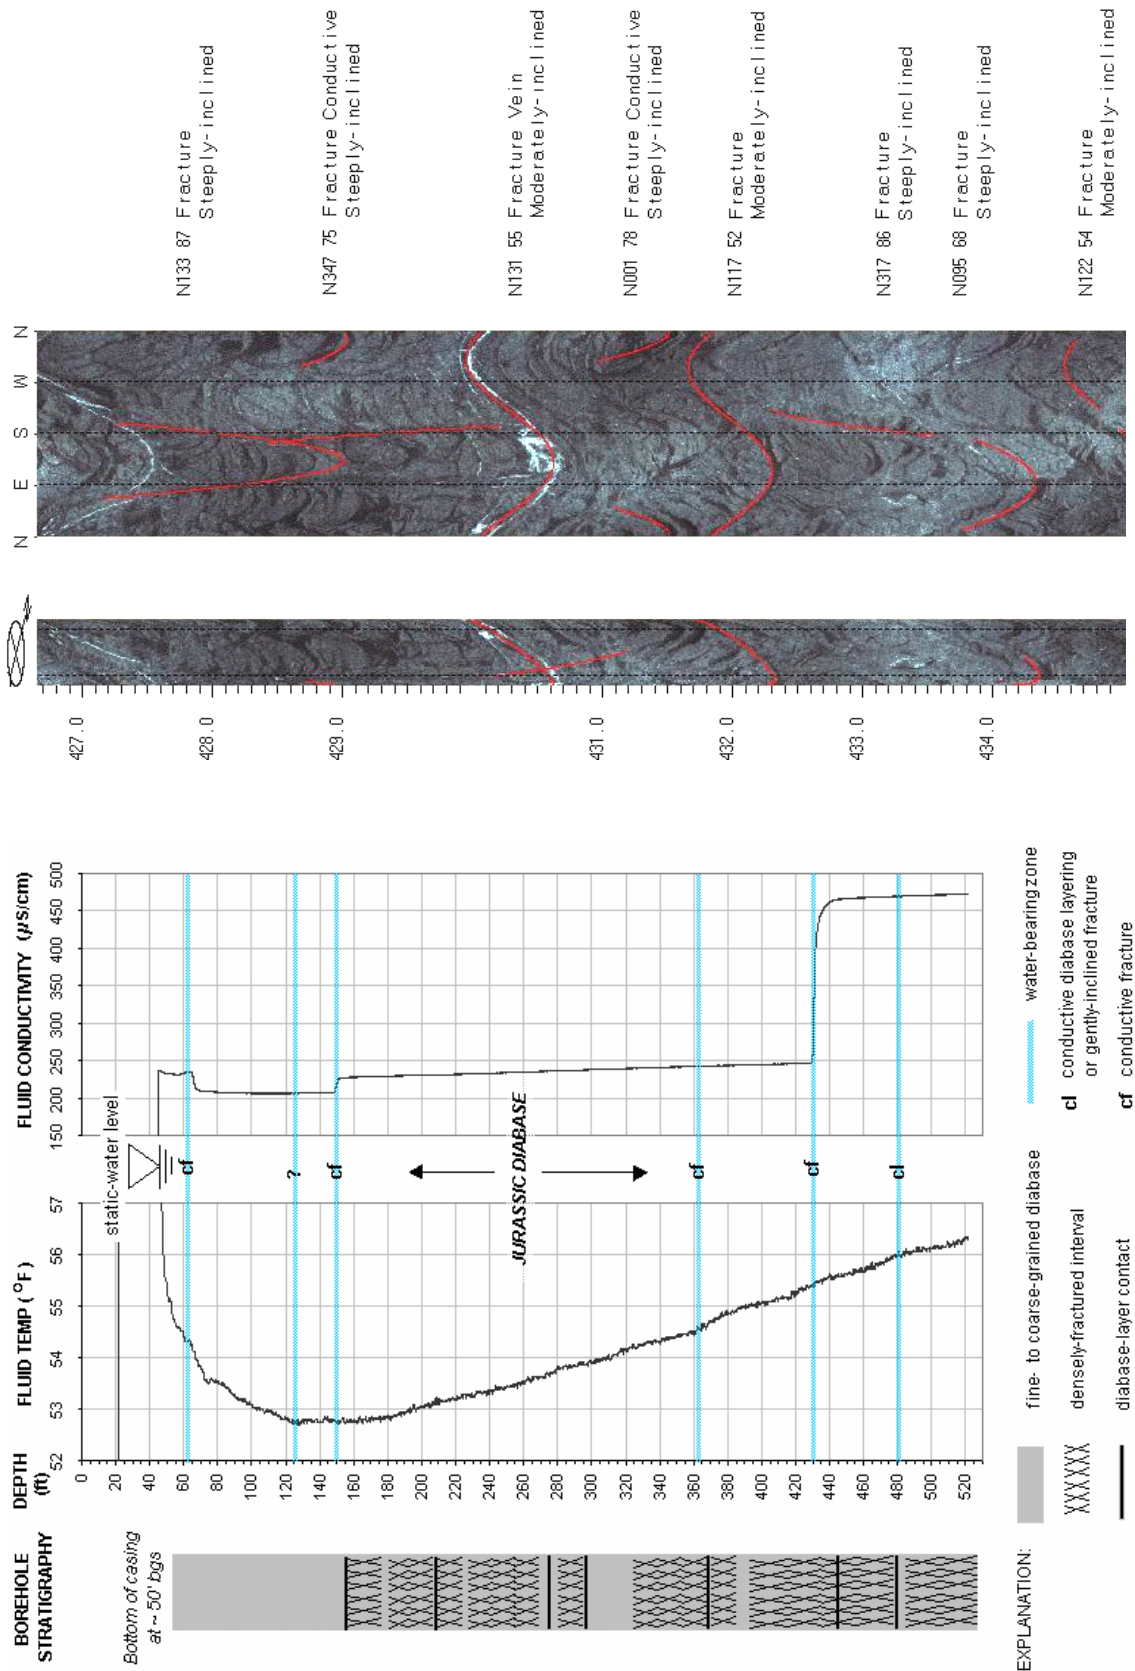 BOREHOLE
STRATIGRAPHY
DEPTH
(ft)
FLUID TEMP ( °F )
FLUID CONDUCTIVITY (µs/cm)
Bottom of casing
at ~ 50' bgs
0
20
40
60
80
100
120
140
160
180
200
220
240
260
280
300
320
340
360
380
400
420
440
460
480
500
520
52
53
54
55
56
57
150
200
250
300
350
400
450
500
static-water level
cf
?
cf
JURASSIC DIABASE
cf
cf
cl
EXPLANATION:
fine- to coarse-grained diabase
densely-fractured interval
diabase-layer contact
water-bearing zone
cl conductive diabase layering
or gently-inclined fracture
cf conductive fracture
427.0
428.0
429.0
431.0
432.0
433.0
434.0
N E S W N
N133 87 Fracture
Steeply-inclined
N347 75 Fracture Conductive
Steeply-inclined
N131 55 Fracture Vein
Moderately-inclined
N001 78 Fracture Conductive
Steeply-inclined
N117 52 Fracture
Moderately-inclined
N317 86 Fracture
Steeply-inclined
N095 68 Fracture
Steeply-inclined
N122 54 Fracture
Moderately-inclined